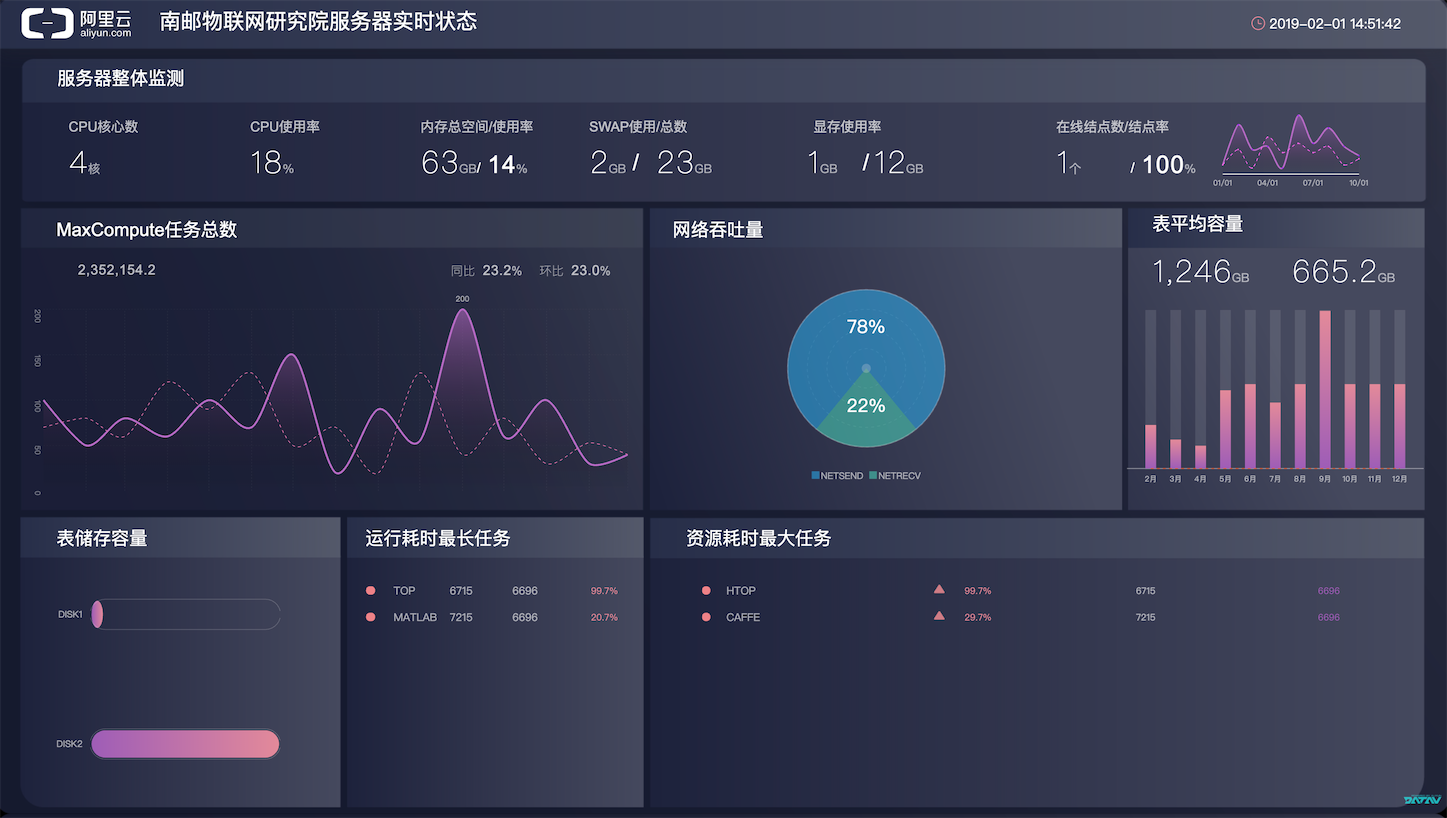 阿里云
aliyun.com
南邮物联网研究院服务器实时状态
2019-02-01 14:51:42
服务器整体监测
CPU核心数
4核
CPU使用率
18%
内存总空间/使用率
63GB/ 14%
SWAP使用/总数
2GB / 23GB
显存使用率
1GB /12GB
在线结点数/结点率
1个 / 100%
01/01 04/01 07/01 10/01
MaxCompute任务总数
2,352,154.2
同比 23.2% 环比 23.0%
200
200
150
100
50
0
网络吞吐量
78%
22%
NETSEND NETRECV
表平均容量
1,246GB 665.2GB
2月 3月 4月 5月 6月 7月 8月 9月 10月 11月 12月
表储存容量
DISK1
DISK2
运行耗时最长任务
TOP 6715 6696 99.7%
MATLAB 7215 6696 20.7%
资源耗时最大任务
HTOP 99.7% 6715 6696
CAFFE 29.7% 7215 6696
DATAV